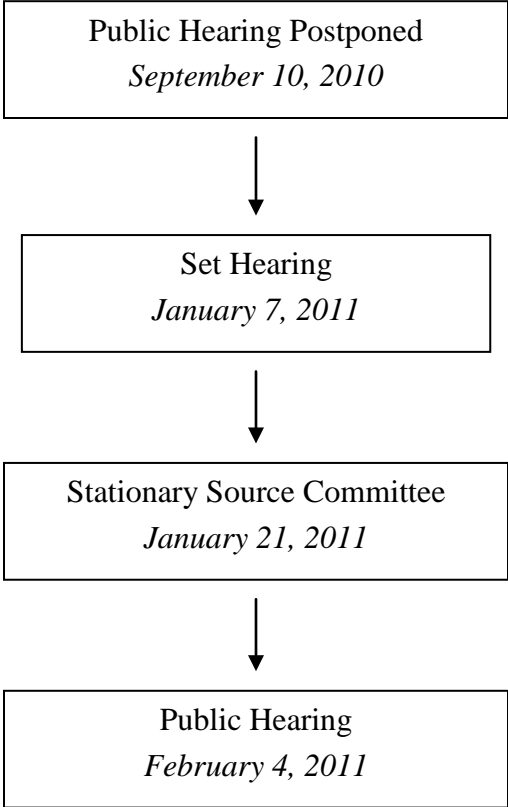 Public Hearing Postponed
September 10, 2010
Set Hearing
January 7, 2011
Stationary Source Committee
January 21, 2011
Public Hearing
February 4, 2011